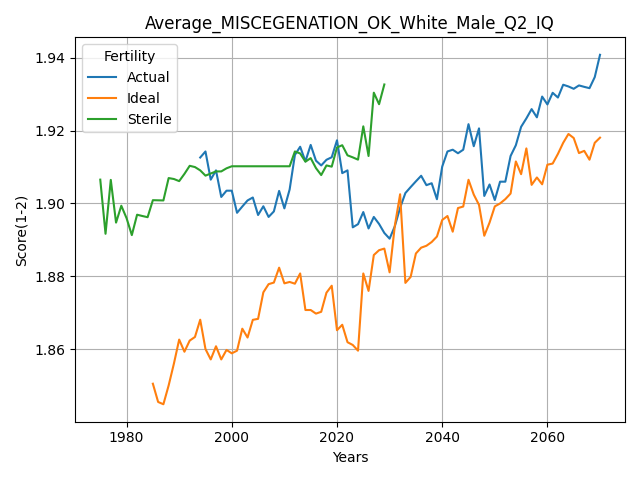 Average_MISCEGENATION_OK_White_Male_Q2_IQ
Fertility
Actual
Ideal
Sterile
Score(1-2)
1.94
1.92
1.90
1.88
1.86
1980
2000
2020
2040
2060
Years